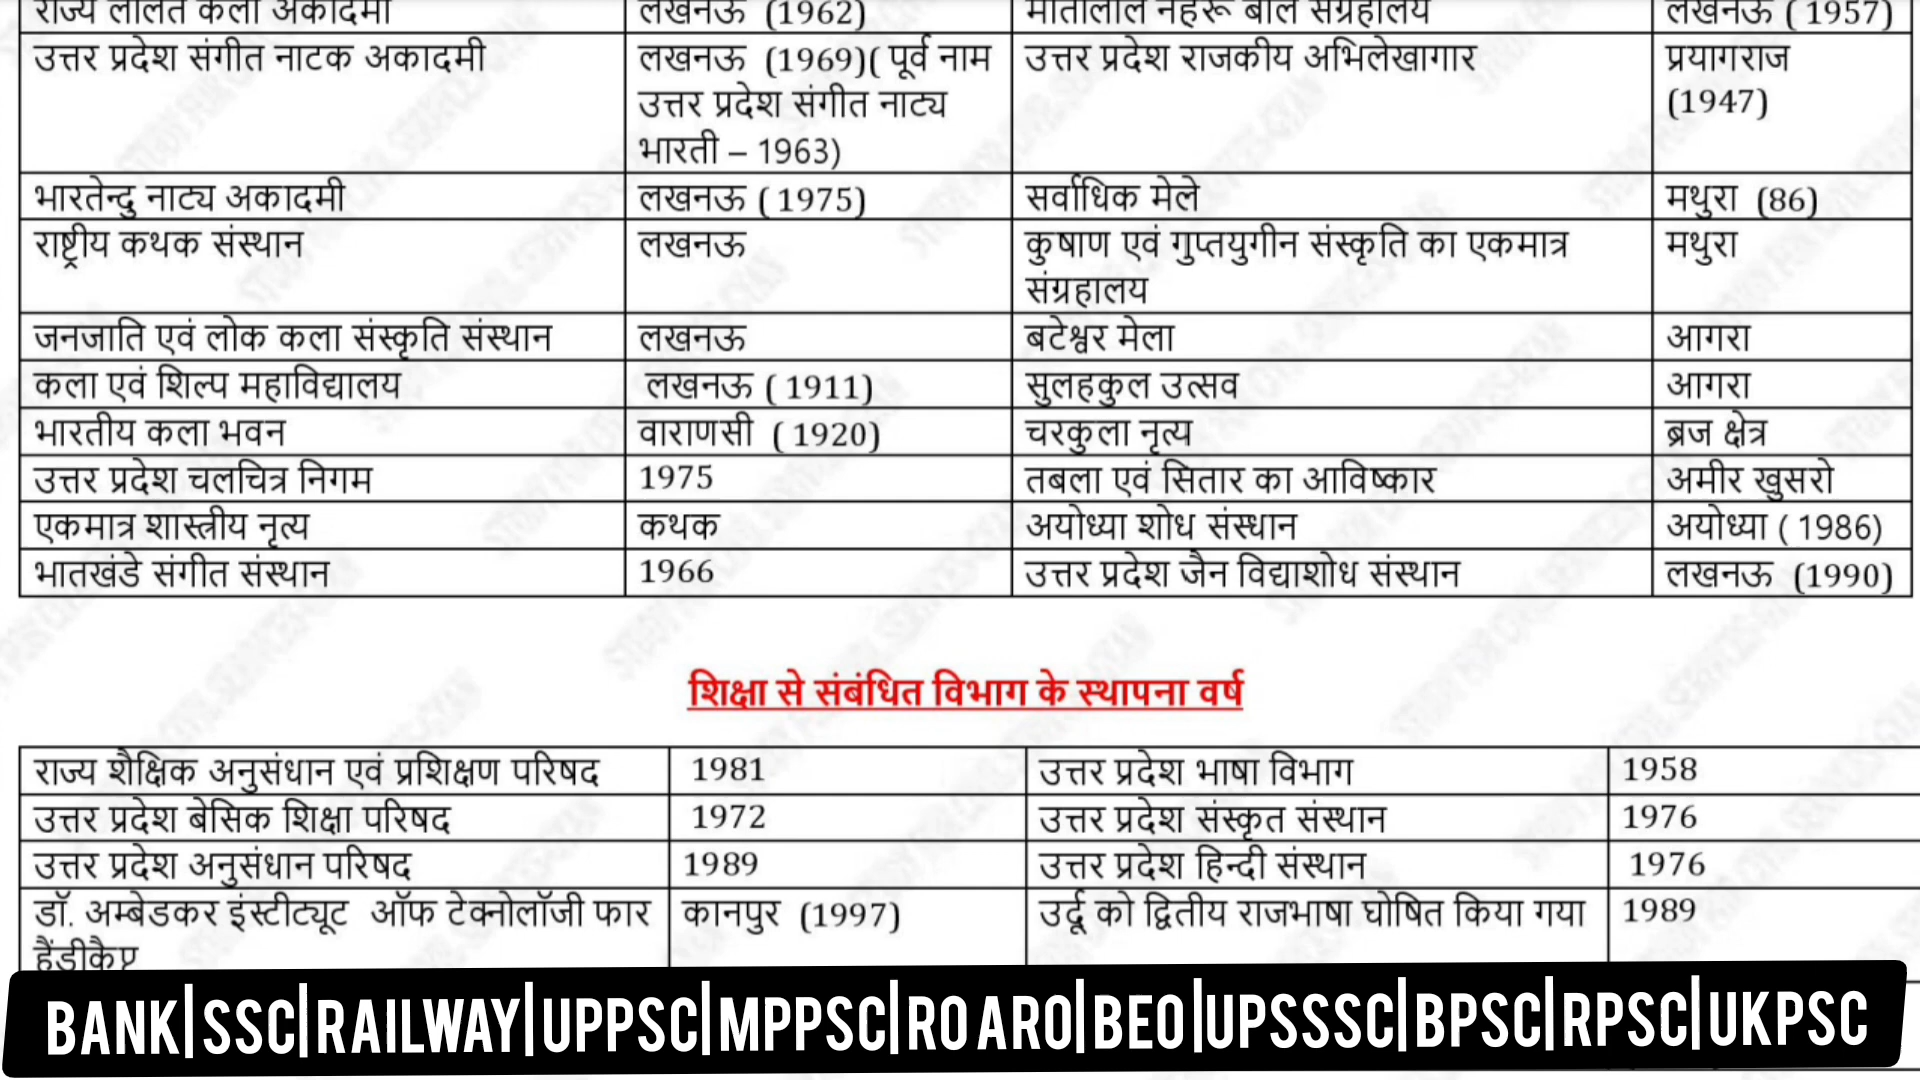 राज्य ललित कला अकादमी लखनऊ (1962) मोतीलाल नेहरू बाल संग्रहालय लखनऊ ( 1957)
उत्तर प्रदेश संगीत नाटक अकादमी लखनऊ (1969)( पूर्व नाम उत्तर प्रदेश राजकीय अभिलेखागार प्रयागराज
उत्तर प्रदेश संगीत नाट्य (1947)
भारती – 1963)
भारतेन्दु नाट्य अकादमी लखनऊ ( 1975) सर्वाधिक मेले मथुरा (86)
राष्ट्रीय कथक संस्थान लखनऊ कुषाण एवं गुप्तयुगीन संस्कृति का एकमात्र मथुरा
संग्रहालय
जनजाति एवं लोक कला संस्कृति संस्थान लखनऊ बटेश्वर मेला आगरा
कला एवं शिल्प महाविद्यालय लखनऊ ( 1911) सुलहकुल उत्सव आगरा
भारतीय कला भवन वाराणसी ( 1920) चरकुला नृत्य ब्रज क्षेत्र
उत्तर प्रदेश चलचित्र निगम 1975 तबला एवं सितार का आविष्कार अमीर खुसरो
एकमात्र शास्त्रीय नृत्य कथक अयोध्या शोध संस्थान अयोध्या ( 1986)
भातखंडे संगीत संस्थान 1966 उत्तर प्रदेश जैन विद्याशोध संस्थान लखनऊ (1990)
शिक्षा से संबंधित विभाग के स्थापना वर्ष
राज्य शैक्षिक अनुसंधान एवं प्रशिक्षण परिषद 1981 उत्तर प्रदेश भाषा विभाग 1958
उत्तर प्रदेश बेसिक शिक्षा परिषद 1972 उत्तर प्रदेश संस्कृत संस्थान 1976
उत्तर प्रदेश अनुसंधान परिषद 1989 उत्तर प्रदेश हिन्दी संस्थान 1976
डॉ. अम्बेडकर इंस्टीट्यूट ऑफ टेक्नोलॉजी फार कानपुर (1997) उर्दू को द्वितीय राजभाषा घोषित किया गया 1989
हैंडीकैप्ट
BANK|SSC|RAILWAY|UPPSC|MPPSC|RO ARO|BEO|UPSSSC|BPSC|RPSC|UKPSC